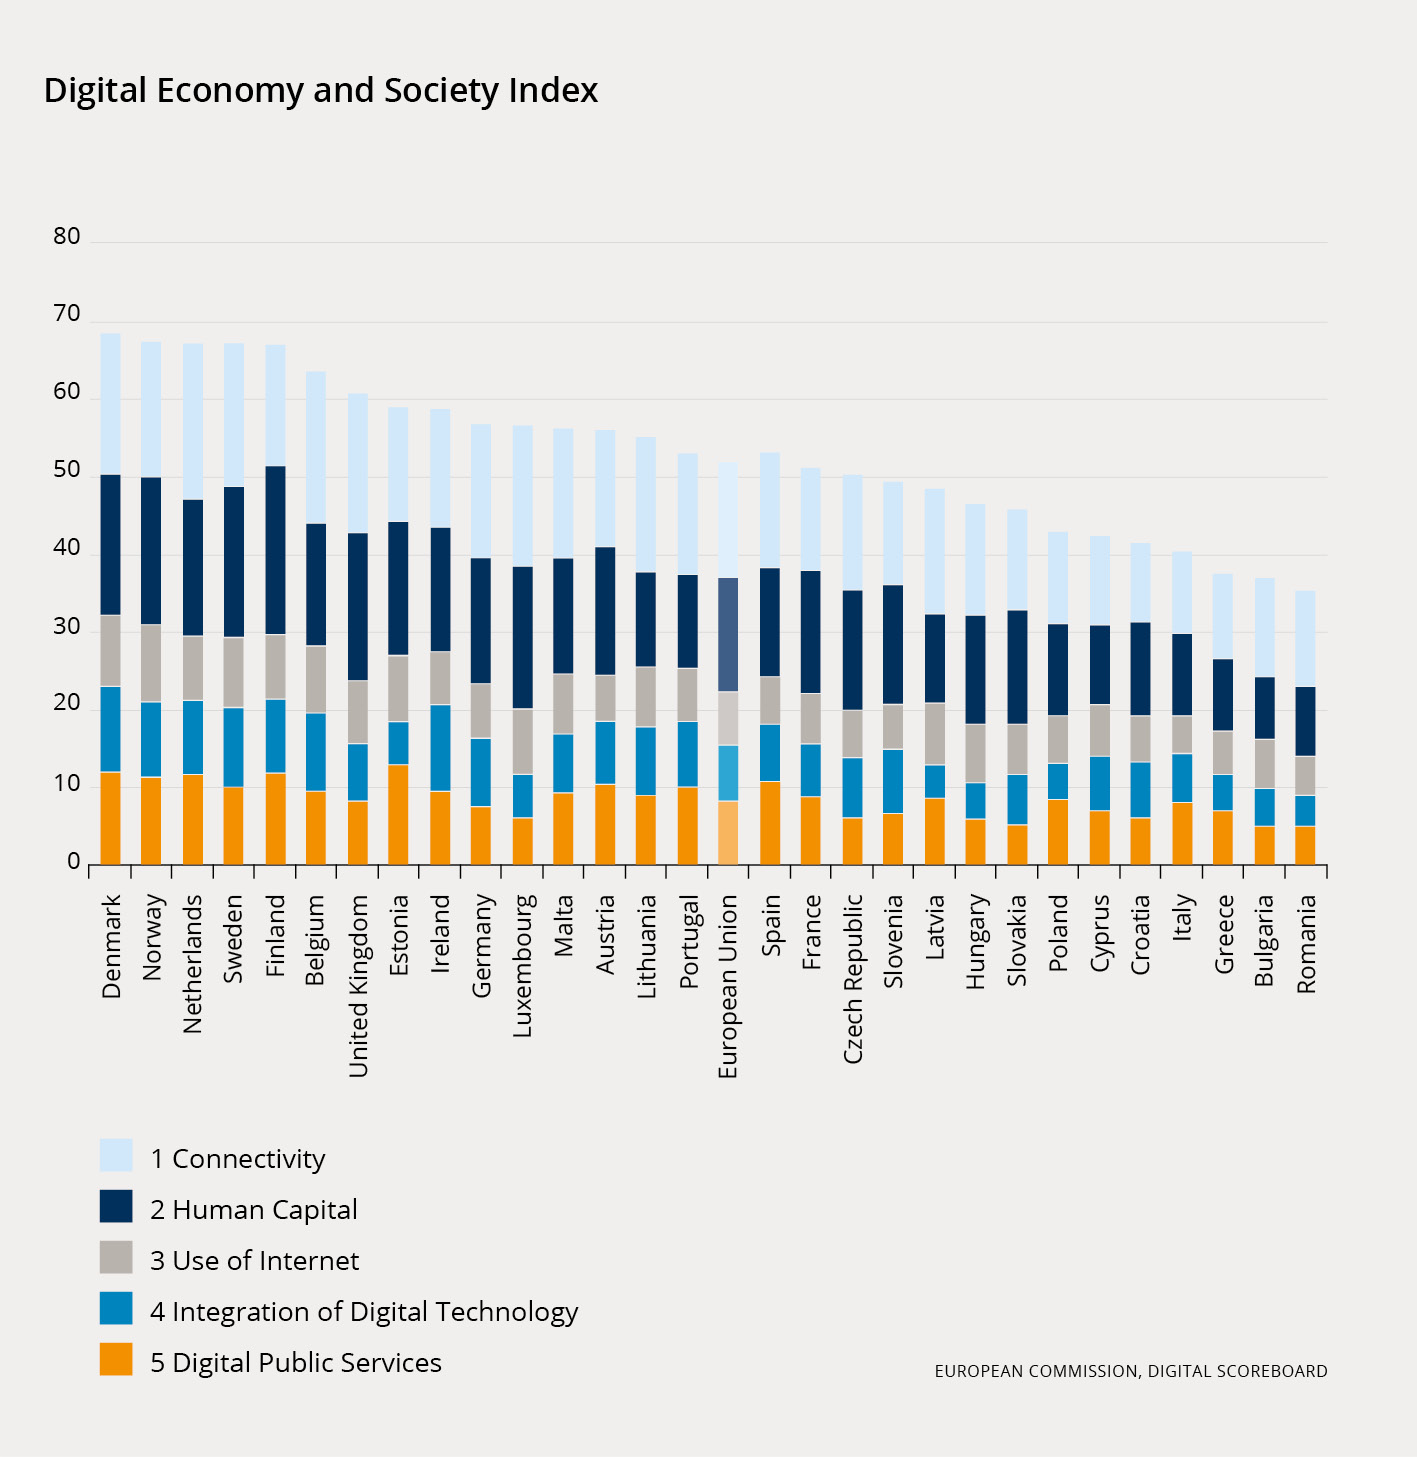 Digital Economy and Society Index
80
70
60
50
40
30
20
10
0
Denmark
Norway
Netherlands
Sweden
Finland
Belgium
United Kingdom
Estonia
Ireland
Germany
Luxembourg
Malta
Austria
Lithuania
Portugal
European Union
Spain
France
Czech Republic
Slovenia
Latvia
Hungary
Slovakia
Poland
Cyprus
Croatia
Italy
Greece
Bulgaria
Romania
1 Connectivity
2 Human Capital
3 Use of Internet
4 Integration of Digital Technology
5 Digital Public Services
EUROPEAN COMMISSION, DIGITAL SCOREBOARD